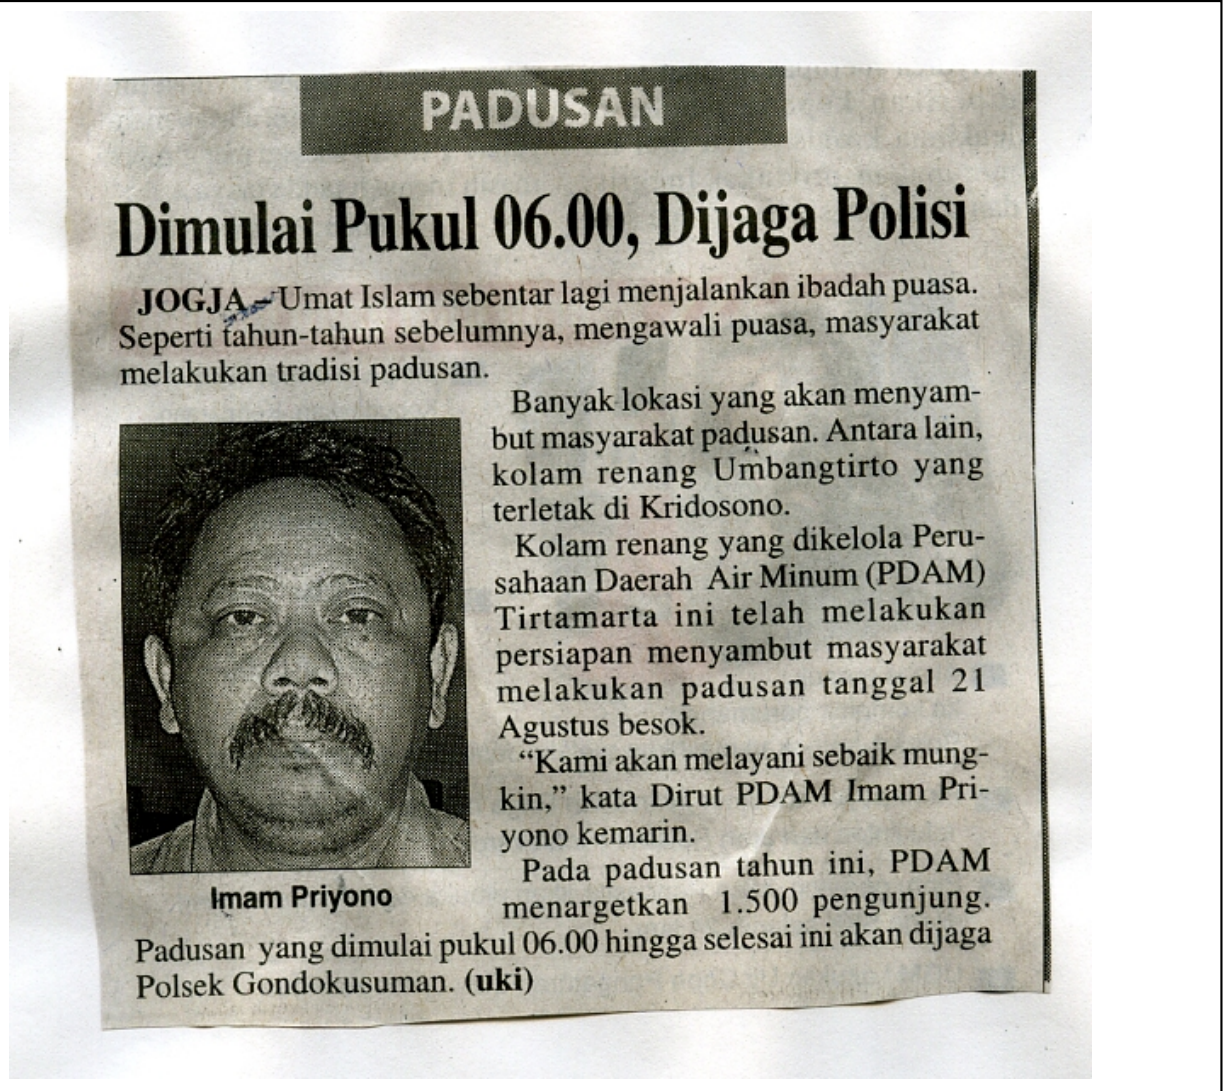 PADUSAN
Dimulai Pukul 06.00, Dijaga Polisi
JOGJA – Umat Islam sebentar lagi menjalankan ibadah puasa.
Seperti tahun-tahun sebelumnya, mengawali puasa, masyarakat
melakukan tradisi padusan.
Banyak lokasi yang akan menyam-
but masyarakat padusan. Antara lain,
kolam renang Umbangtirto yang
terletak di Kridosono.
Kolam renang yang dikelola Peru-
sahaan Daerah Air Minum (PDAM)
Tirtamarta ini telah melakukan
persiapan menyambut masyarakat
melakukan padusan tanggal 21
Agustus besok.
“Kami akan melayani sebaik mung-
kin,” kata Dirut PDAM Imam Pri-
yono kemarin.
Pada padusan tahun ini, PDAM
menargetkan 1.500 pengunjung.
Imam Priyono
Padusan yang dimulai pukul 06.00 hingga selesai ini akan dijaga
Polsek Gondokusuman. (uki)